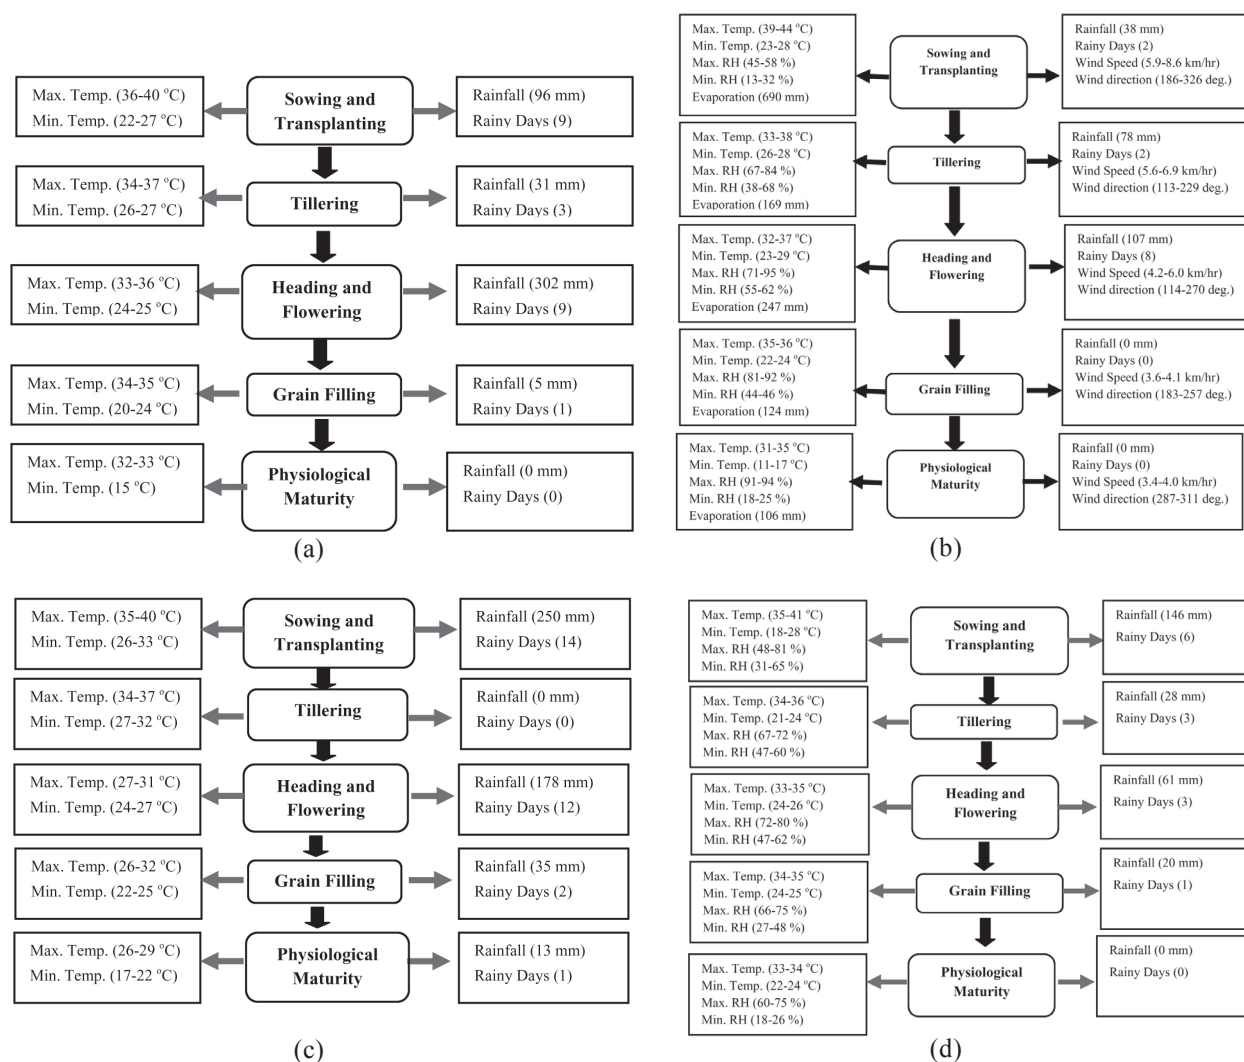 Max. Temp. (36-40 °C)
Min. Temp. (22-27 °C)
Sowing and
Transplanting
Rainfall (96 mm)
Rainy Days (9)
Max. Temp. (34-37 °C)
Min. Temp. (26-27 °C)
Tillering
Rainfall (31 mm)
Rainy Days (3)
Max. Temp. (33-36 °C)
Min. Temp. (24-25 °C)
Heading and
Flowering
Rainfall (302 mm)
Rainy Days (9)
Max. Temp. (34-35 °C)
Min. Temp. (20-24 °C)
Grain Filling
Rainfall (5 mm)
Rainy Days (1)
Max. Temp. (32-33 °C)
Min. Temp. (15 °C)
Physiological
Maturity
Rainfall (0 mm)
Rainy Days (0)
(a)
Max. Temp. (39-44 °C)
Min. Temp. (23-28 °C)
Max. RH (45-58 %)
Min. RH (13-32 %)
Evaporation (690 mm)
Sowing and
Transplanting
Rainfall (38 mm)
Rainy Days (2)
Wind Speed (5.9-8.6 km/hr)
Wind direction (186-326 deg.)
Max. Temp. (33-38 °C)
Min. Temp. (26-28 °C)
Max. RH (67-84 %)
Min. RH (38-68 %)
Evaporation (169 mm)
Tillering
Rainfall (78 mm)
Rainy Days (2)
Wind Speed (5.6-6.9 km/hr)
Wind direction (113-229 deg.)
Max. Temp. (32-37 °C)
Min. Temp. (23-29 °C)
Max. RH (71-95 %)
Min. RH (55-62 %)
Evaporation (247 mm)
Heading and
Flowering
Rainfall (107 mm)
Rainy Days (8)
Wind Speed (4.2-6.0 km/hr)
Wind direction (114-270 deg.)
Max. Temp. (35-36 °C)
Min. Temp. (22-24 °C)
Max. RH (81-92 %)
Min. RH (44-46 %)
Evaporation (124 mm)
Grain Filling
Rainfall (0 mm)
Rainy Days (0)
Wind Speed (3.6-4.1 km/hr)
Wind direction (183-257 deg.)
Max. Temp. (31-35 °C)
Min. Temp. (11-17 °C)
Max. RH (91-94 %)
Min. RH (18-25 %)
Evaporation (106 mm)
Physiological
Maturity
Rainfall (0 mm)
Rainy Days (0)
Wind Speed (3.4-4.0 km/hr)
Wind direction (287-311 deg.)
(b)
Max. Temp. (35-40 °C)
Min. Temp. (26-33 °C)
Sowing and
Transplanting
Rainfall (250 mm)
Rainy Days (14)
Max. Temp. (34-37 °C)
Min. Temp. (27-32 °C)
Tillering
Rainfall (0 mm)
Rainy Days (0)
Max. Temp. (27-31 °C)
Min. Temp. (24-27 °C)
Heading and
Flowering
Rainfall (178 mm)
Rainy Days (12)
Max. Temp. (26-32 °C)
Min. Temp. (22-25 °C)
Grain Filling
Rainfall (35 mm)
Rainy Days (2)
Max. Temp. (26-29 °C)
Min. Temp. (17-22 °C)
Physiological
Maturity
Rainfall (13 mm)
Rainy Days (1)
(c)
Max. Temp. (35-41 °C)
Min. Temp. (18-28 °C)
Max. RH (48-81 %)
Min. RH (31-65 %)
Sowing and
Transplanting
Rainfall (146 mm)
Rainy Days (6)
Max. Temp. (34-36 °C)
Min. Temp. (21-24 °C)
Max. RH (67-72 %)
Min. RH (47-60 %)
Tillering
Rainfall (28 mm)
Rainy Days (3)
Max. Temp. (33-35 °C)
Min. Temp. (24-26 °C)
Max. RH (72-80 %)
Min. RH (47-62 %)
Heading and
Flowering
Rainfall (61 mm)
Rainy Days (3)
Max. Temp. (34-35 °C)
Min. Temp. (24-25 °C)
Max. RH (66-75 %)
Min. RH (27-48 %)
Grain Filling
Rainfall (20 mm)
Rainy Days (1)
Max. Temp. (33-34 °C)
Min. Temp. (22-24 °C)
Max. RH (60-75 %)
Min. RH (18-26 %)
Physiological
Maturity
Rainfall (0 mm)
Rainy Days (0)
(d)